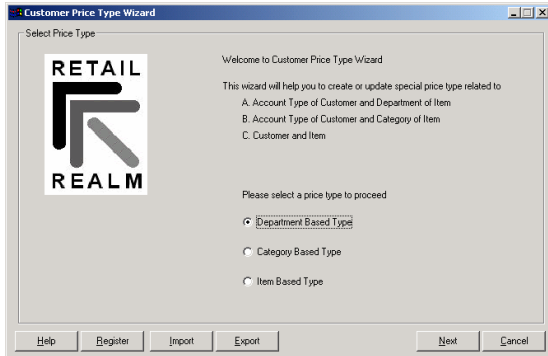 Customer Price Type Wizard
Select Price Type
RETAIL
REALM
Welcome to Customer Price Type Wizard
This wizard will help you to create or update special price type related to
A. Account Type of Customer and Department of Item
B. Account Type of Customer and Category of Item
C. Customer and Item
Please select a price type to proceed
Department Based Type
Category Based Type
Item Based Type
Help Register Import Export Next Cancel